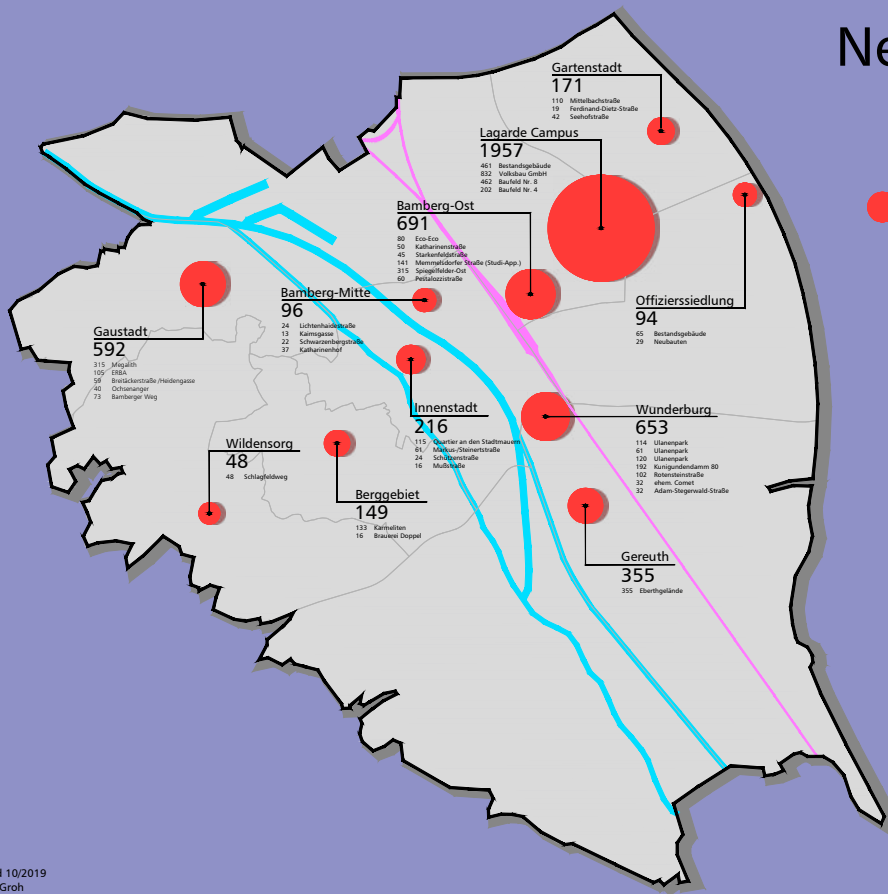 Ne
Gartenstadt
171
110 Mittelbachstraße
19 Ferdinand-Dietz-Straße
42 Seehofstraße
Lagarde Campus
1957
461 Bestandsgebäude
832 Volksbau GmbH
462 Baufeld Nr. 8
202 Baufeld Nr. 4
Bamberg-Ost
691
80 Eco-Eco
50 Katharinenstraße
45 Starkenfeldstraße
141 Memmelsdorfer Straße (Studi-App.)
315 Spiegelfelder-Ost
60 Pestalozzistraße
Bamberg-Mitte
96
24 Lichtenhaidestraße
13 Kaimsgasse
22 Schwarzenbergstraße
37 Katharinenhof
Offizierssiedlung
94
65 Bestandsgebäude
29 Neubauten
Gaustadt
592
315 Megalith
105 ERBA
59 Breitäckerstraße/Heidengasse
40 Ochsenanger
73 Bamberger Weg
Innenstadt
216
115 Quartier an den Stadtmauern
61 Markus-/Steinertstraße
24 Schützenstraße
16 Mußstraße
Wunderburg
653
114 Ulanenpark
61 Ulanenpark
120 Ulanenpark
192 Kunigundendamm 80
102 Rotensteinstraße
32 ehem. Comet
32 Adam-Stegerwald-Straße
Wildensorg
48
48 Schlagfeldweg
Berggebiet
149
133 Karmeliten
16 Brauerei Doppel
Gereuth
355
355 Eberthgelände
d 10/2019
Groh